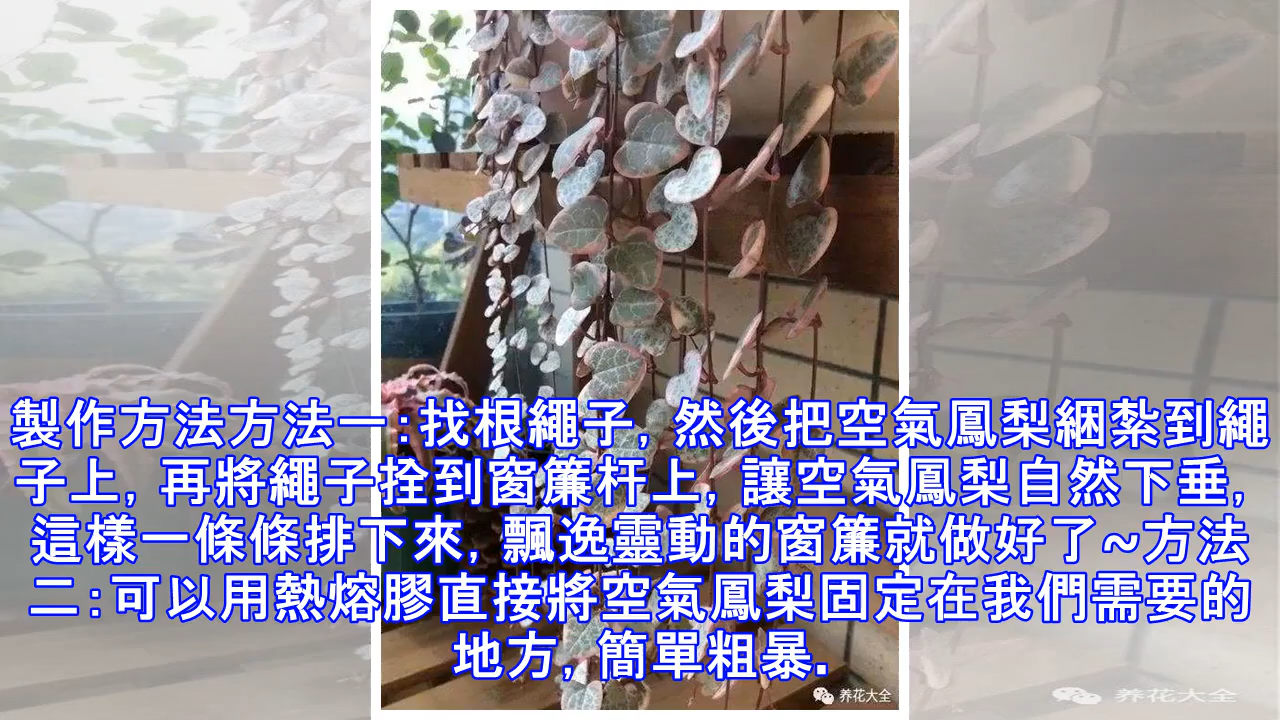 製作方法方法一:找根繩子,然後把空氣鳳梨綑紮到繩
子上,再將繩子拴到窗簾杆上,讓空氣鳳梨自然下垂,
這樣一條條排下來,飄逸靈動的窗簾就做好了~方法
二:可以用熱熔膠直接將空氣鳳梨固定在我們需要的
地方,簡單粗暴.
养花大全
养花大全